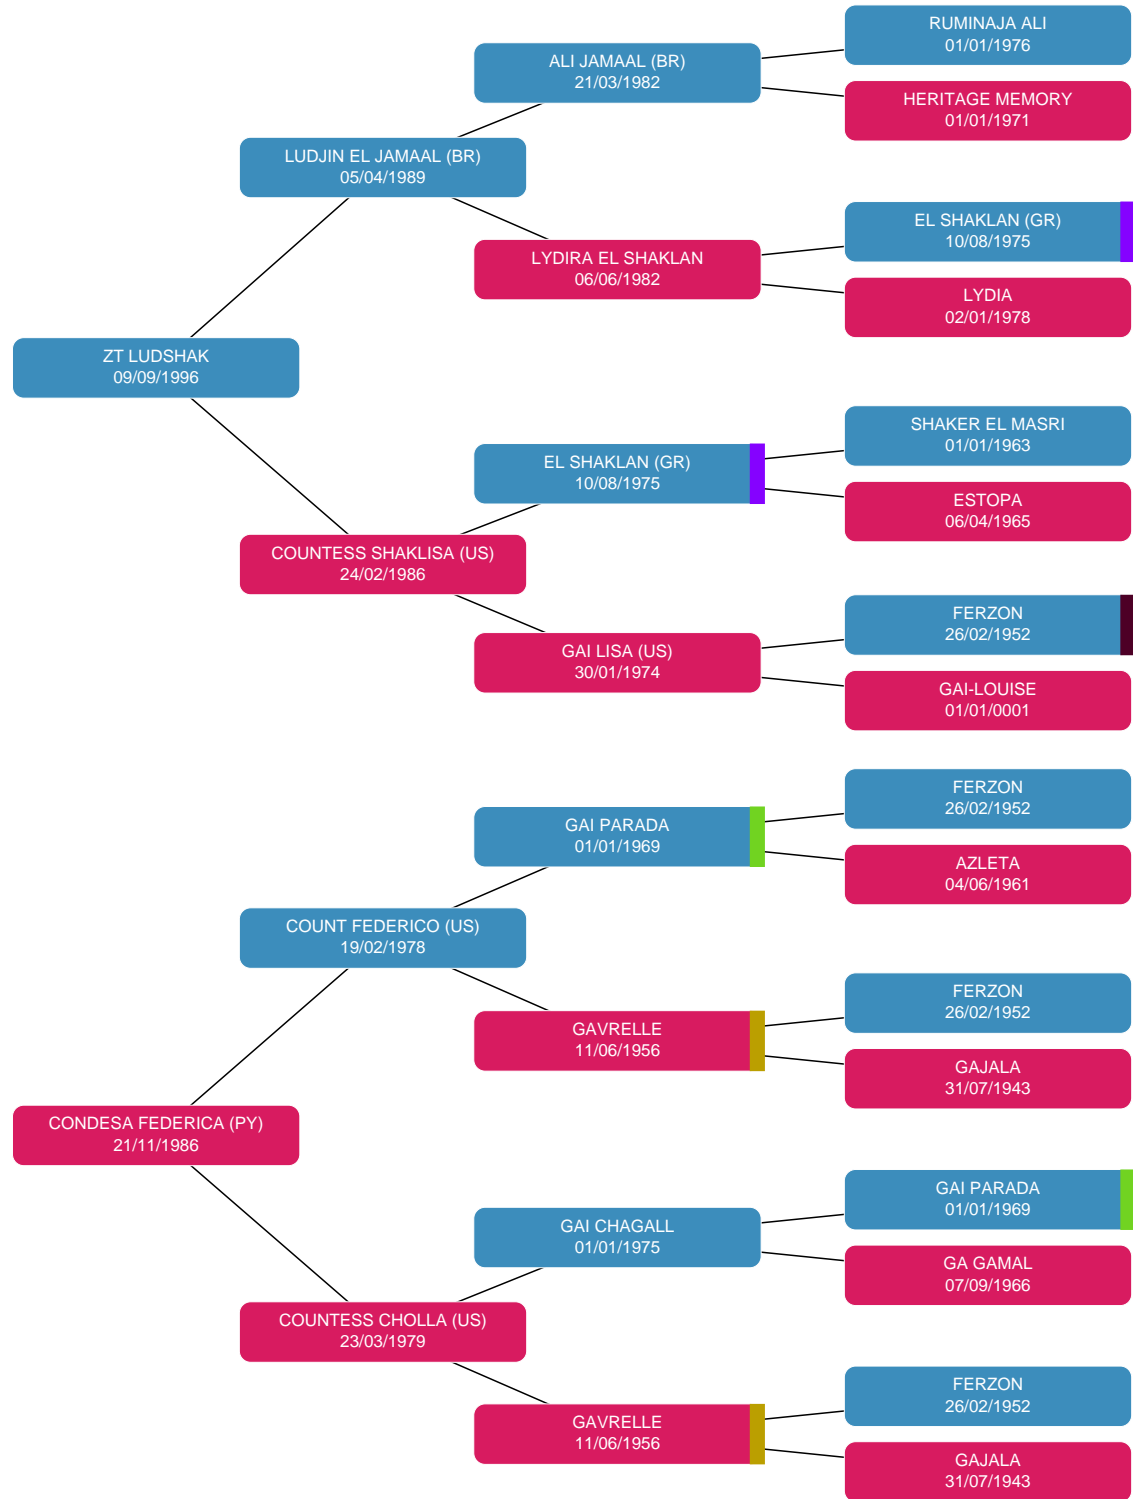 RUMINAJA ALI
01/01/1976
ALI JAMAAL (BR)
21/03/1982
HERITAGE MEMORY
01/01/1971
LUDJIN EL JAMAAL (BR)
05/04/1989
EL SHAKLAN (GR)
10/08/1975
LYDIRA EL SHAKLAN
06/06/1982
LYDIA
02/01/1978
ZT LUDSHAK
09/09/1996
SHAKER EL MASRI
01/01/1963
EL SHAKLAN (GR)
10/08/1975
ESTOPA
06/04/1965
COUNTESS SHAKLISA (US)
24/02/1986
FERZON
26/02/1952
GAI LISA (US)
30/01/1974
GAI-LOUISE
01/01/0001
FERZON
26/02/1952
GAI PARADA
01/01/1969
AZLETA
04/06/1961
COUNT FEDERICO (US)
19/02/1978
FERZON
26/02/1952
GAVRELLE
11/06/1956
GAJALA
31/07/1943
CONDESA FEDERICA (PY)
21/11/1986
GAI PARADA
01/01/1969
GAI CHAGALL
01/01/1975
GA GAMAL
07/09/1966
COUNTESS CHOLLA (US)
23/03/1979
FERZON
26/02/1952
GAVRELLE
11/06/1956
GAJALA
31/07/1943